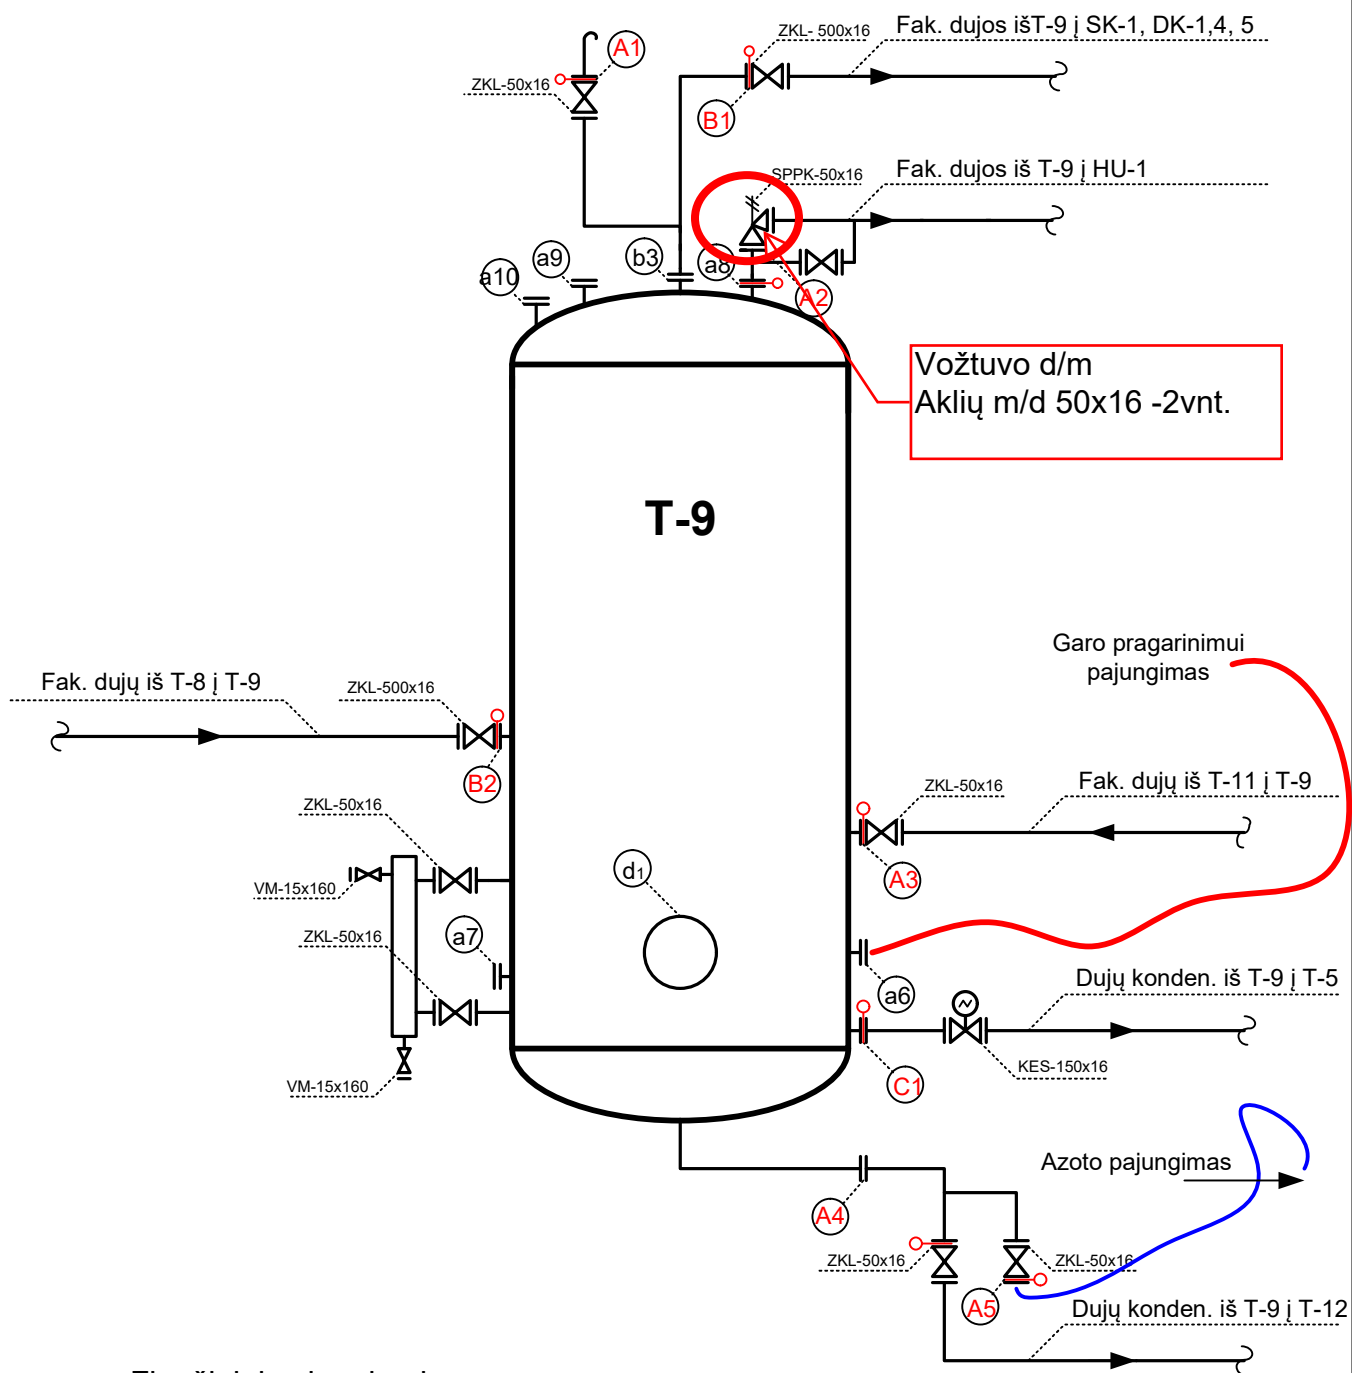 ZKL- 500x16
Fak. dujos išT-9 į SK-1, DK-1,4, 5
A1
ZKL-50x16
B1
SPPK-50x16
Fak. dujos iš T-9 į HU-1
a10
a9
b3
a8
A2
Vožtuvo d/m
Aklių m/d 50x16 -2vnt.
T-9
Garo pragarinimui
pajungimas
Fak. dujų iš T-8 į T-9
ZKL-500x16
B2
ZKL-50x16
Fak. dujų iš T-11 į T-9
ZKL-50x16
A3
d1
VM-15x160
ZKL-50x16
a7
a6
Dujų konden. iš T-9 į T-5
VM-15x160
C1
KES-150x16
Azoto pajungimas
A4
ZKL-50x16
ZKL-50x16
A5
Dujų konden. iš T-9 į T-12